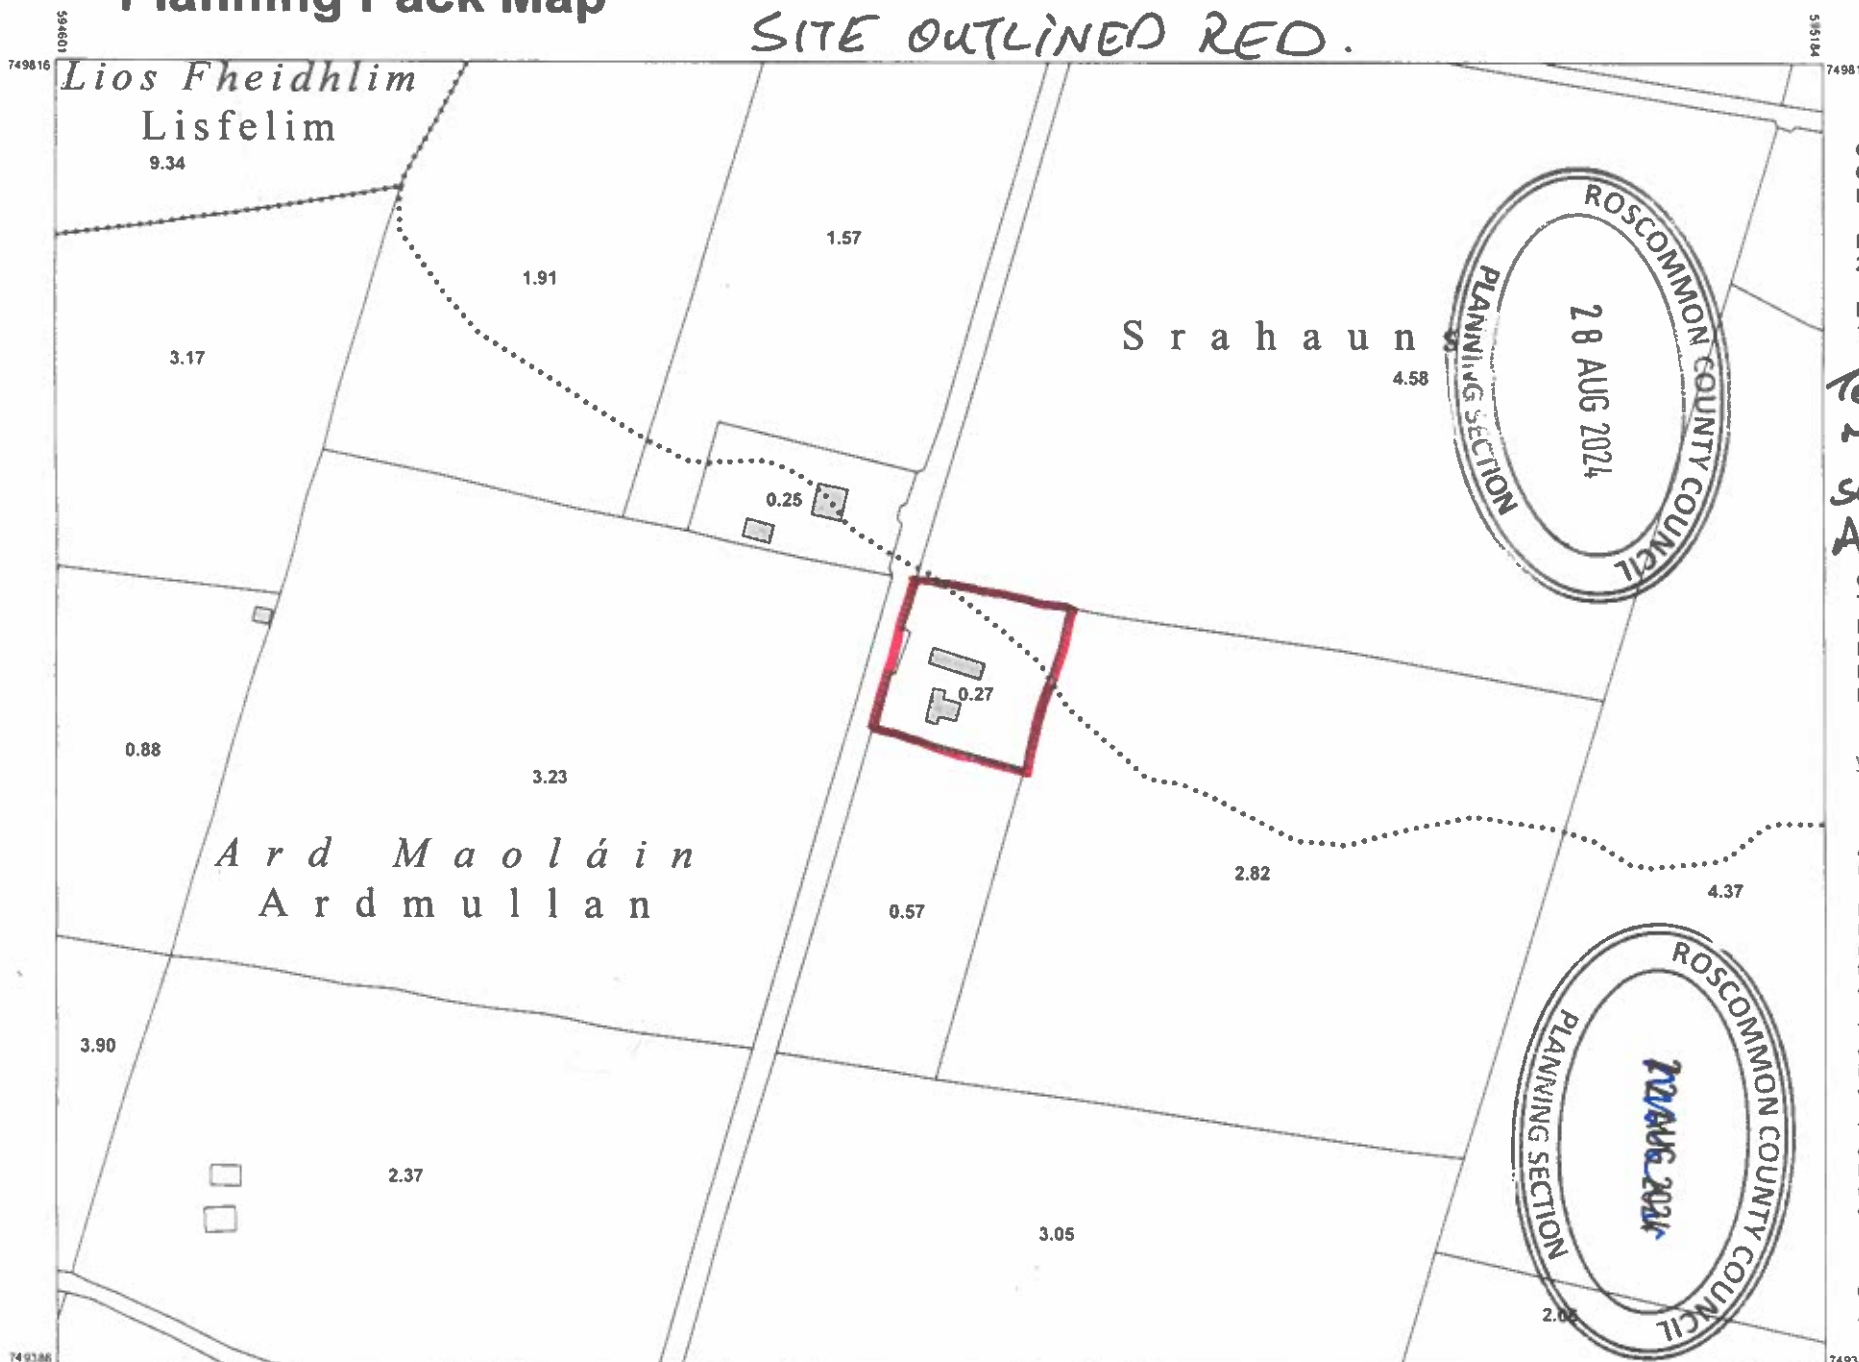 Planning Pack Map
SITE OUTLINED RED.
594601
595184
749816
Lios Fheidhlim
Lisfelim
9.34
1.57
1.91
3.17
Srahauns
4.58
ROSCOMMON COUNTY COUNCIL
28 AUG 2024
PLANNING SECTION
0.25
0.27
0.88
3.23
Ard Maoláin
Ardmullan
0.57
2.82
4.37
3.90
2.37
3.05
ROSCOMMON COUNTY COUNCIL
AUG 2024
PLANNING SECTION
749386